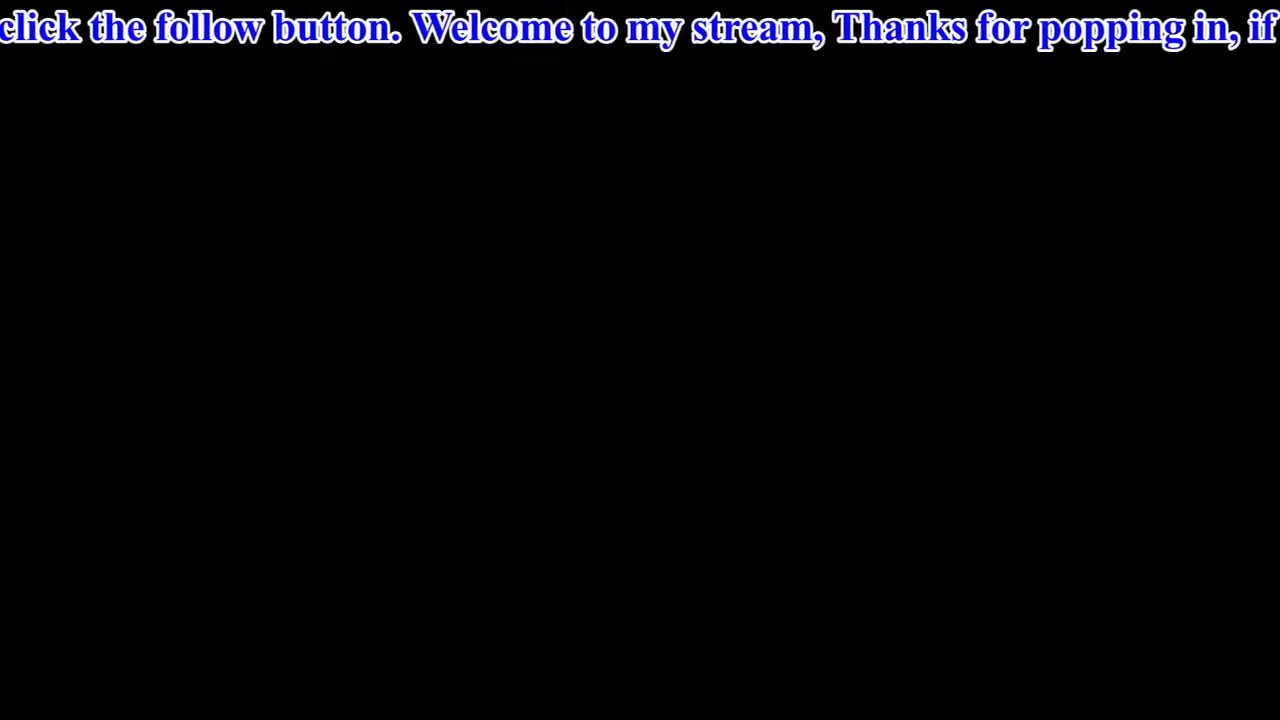 click the follow button. Welcome to my stream, Thanks for popping in, if